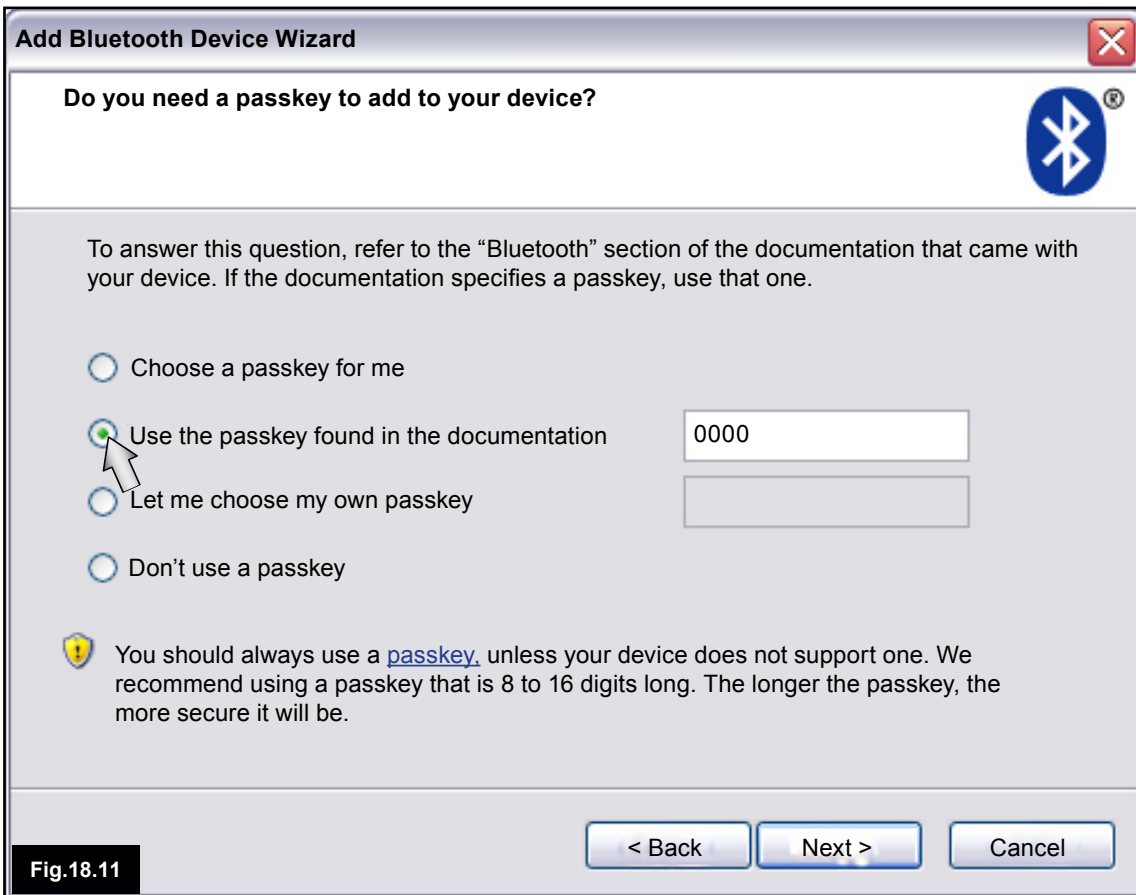 Add Bluetooth Device Wizard
Do you need a passkey to add to your device?
®
To answer this question, refer to the “Bluetooth” section of the documentation that came with
your device. If the documentation specifies a passkey, use that one.
Choose a passkey for me
Use the passkey found in the documentation 0000
Let me choose my own passkey
Don’t use a passkey
You should always use a passkey, unless your device does not support one. We
recommend using a passkey that is 8 to 16 digits long. The longer the passkey, the
more secure it will be.
< Back Next > Cancel
Fig.18.11